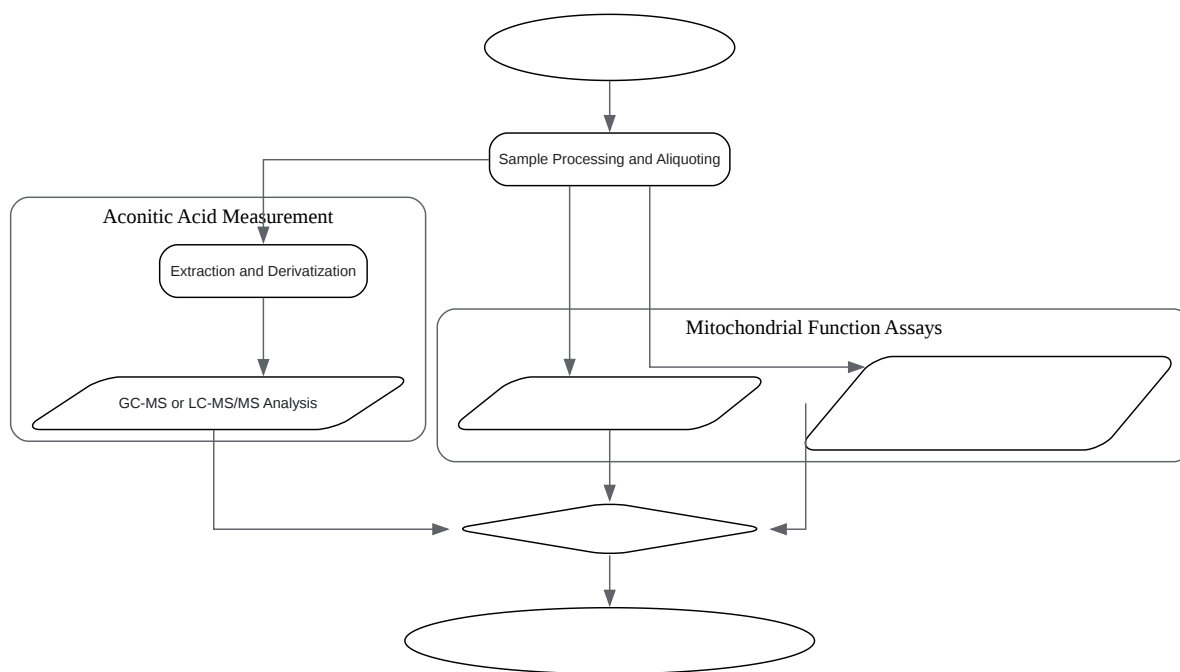 Sample Processing and Aliquoting
Aconitic Acid Measurement
Extraction and Derivatization
Mitochondrial Function Assays
GC-MS or LC-MS/MS Analysis